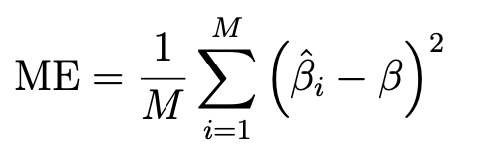 ME = \frac{1}{M} \sum_{i=1}^{M} \left( \hat{\beta}_i - \beta \right)^2